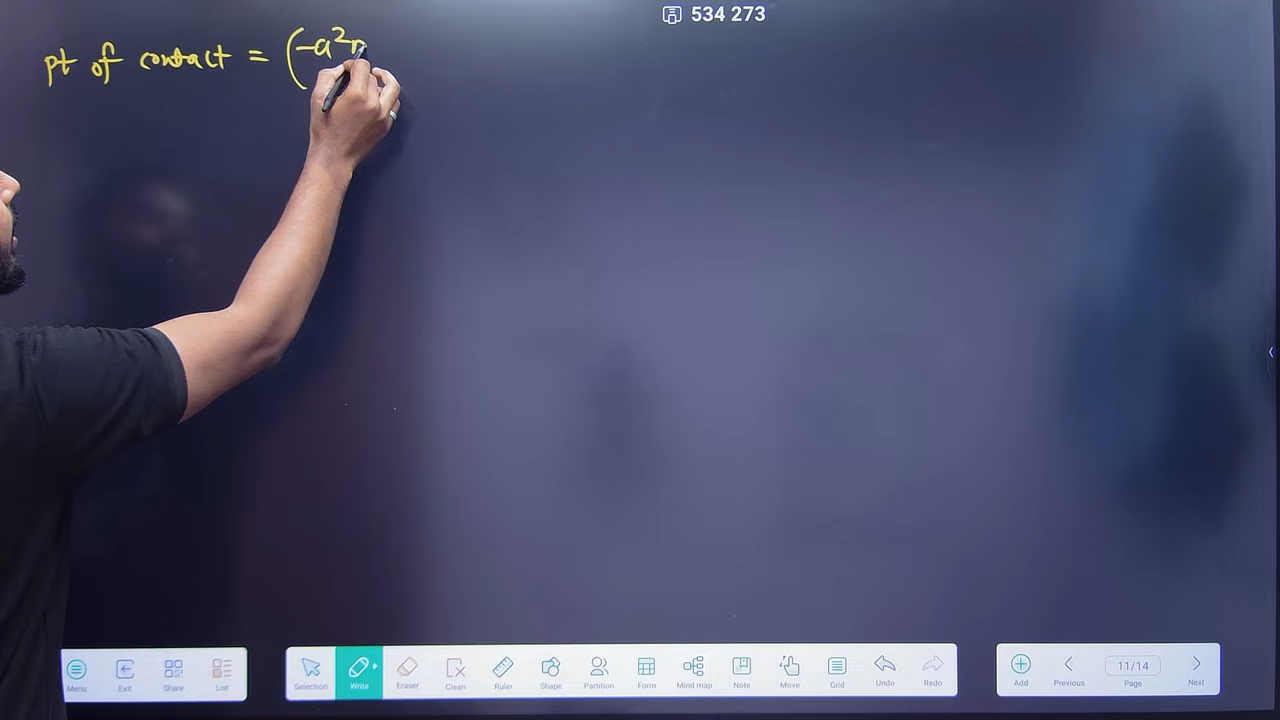 534 273
pt of contact = (-a²m
Menu
Exit
Share
List
Selection
Write
Eraser
Clean
Ruler
Shape
Partition
Form
Mind map
Note
Move
Grid
Undo
Redo
Add
Previous
11/14
Page
Next